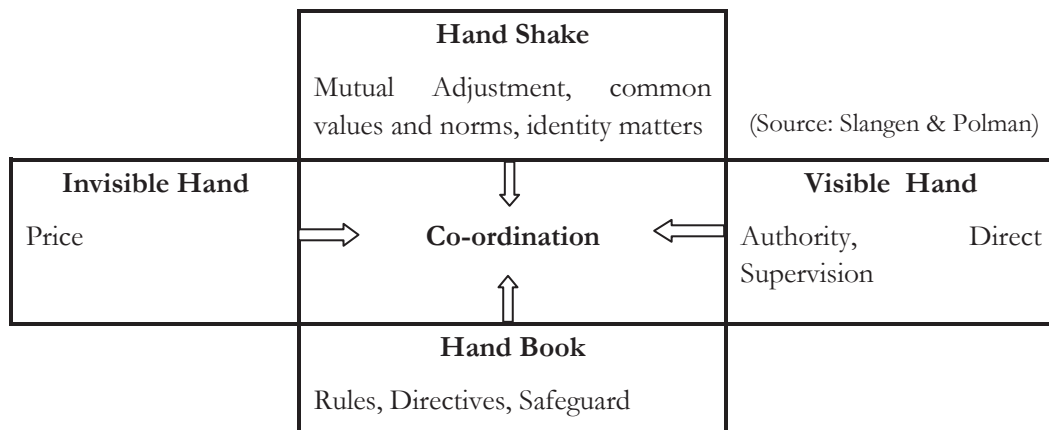 Hand Shake
Mutual Adjustment, common
values and norms, identity matters
(Source: Slangen & Polman)
Invisible Hand
Price
Co-ordination
Visible Hand
Authority, Direct
Supervision
Hand Book
Rules, Directives, Safeguard